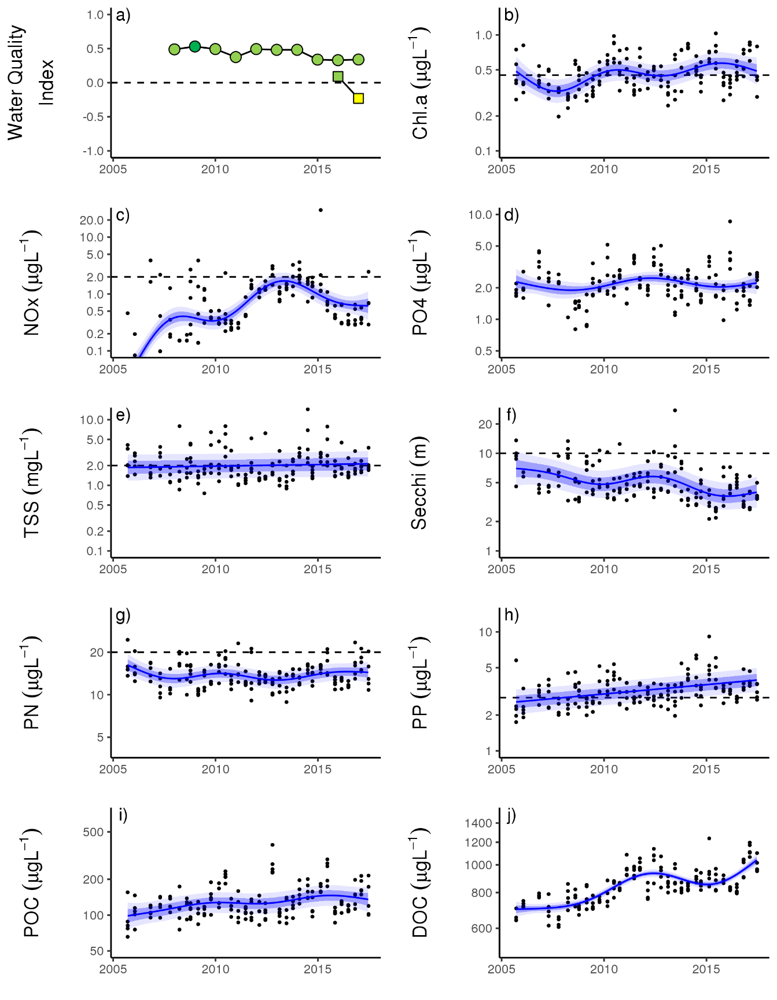 a)
Water Quality
Index
1.0
0.5
0.0
-0.5
-1.0
2005 2010 2015
b)
Chl.a (µgL−1)
1.0
0.5
0.2
0.1
2005 2010 2015
c)
NOx (µgL−1)
20.0
10.0
5.0
2.0
1.0
0.5
0.2
0.1
2005 2010 2015
d)
PO4 (µgL−1)
10.0
5.0
2.0
1.0
0.5
2005 2010 2015
e)
TSS (mgL−1)
10.0
5.0
2.0
1.0
0.5
0.2
0.1
2005 2010 2015
f)
Secchi (m)
20
10
5
2
1
2005 2010 2015
g)
PN (µgL−1)
20
10
5
2005 2010 2015
h)
PP (µgL−1)
10
5
2
1
2005 2010 2015
i)
POC (µgL−1)
500
200
100
50
2005 2010 2015
j)
DOC (µgL−1)
1400
1200
1000
800
600
2005 2010 2015